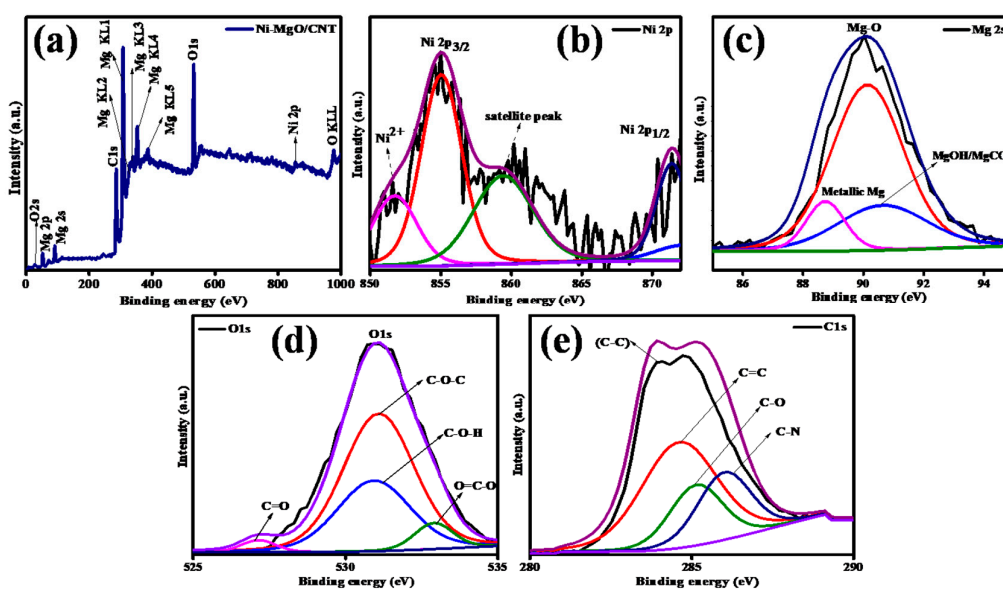 (a)
Ni-MgO/CNT
Mg KL1
Mg KL2
Mg KL3
Mg KL4
Mg KL5
O1s
C1s
Ni 2p
O KLL
O2s
Mg 2p
Mg 2s
Intensity (a.u.)
0 200 400 600 800 1000
Binding energy (eV)
(b)
Ni 2p
Ni 2p3/2
Ni2+
satellite peak
Ni 2p1/2
Intensity (a.u.)
850 855 860 865 870
Binding energy (eV)
(c)
Mg 2s
Mg-O
MgOH/MgCO
Metallic Mg
Intensity (a.u.)
86 88 90 92 94
Binding energy (eV)
(d)
O1s
O1s
C-O-C
C-O-H
O=C-O
C=O
Intensity (a.u.)
525 530 535
Binding energy (eV)
(e)
C1s
(C-C)
C=C
C-O
C-N
Intensity (a.u.)
280 285 290
Binding energy (eV)